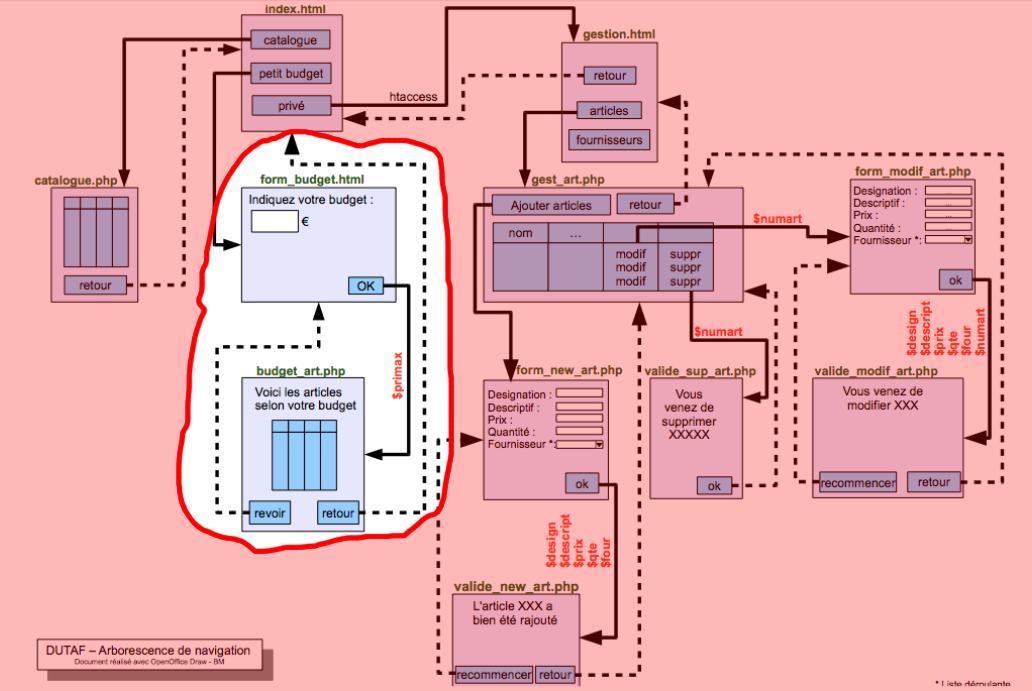 index.html
catalogue
petit budget
privé
htaccess
gestion.html
retour
articles
fournisseurs
catalogue.php
retour
form_budget.html
Indiquez votre budget :
€
OK
$primax
budget_art.php
Voici les articles
selon votre budget
revoir
retour
gest_art.php
Ajouter articles
retour
nom
...
modif
suppr
modif
suppr
modif
suppr
$numart
form_modif_art.php
Designation :
Descriptif :
...
Prix :
Quantité :
...
Fournisseur *:
ok
$design
$descript
$prix
$qte
$four
$numart
$numart
form_new_art.php
Designation :
Descriptif :
Prix :
Quantité :
Fournisseur *:
ok
valide_sup_art.php
Vous
venez de
supprimer
XXXXX
ok
valide_modif_art.php
Vous venez de
modifier XXX
recommencer
retour
$design
$descript
$prix
$qte
$four
valide_new_art.php
L'article XXX a
bien été rajouté
recommencer
retour
DUTAF – Arborescence de navigation
Document réalisé avec OpenOffice Draw - BM
* Liste déroulante